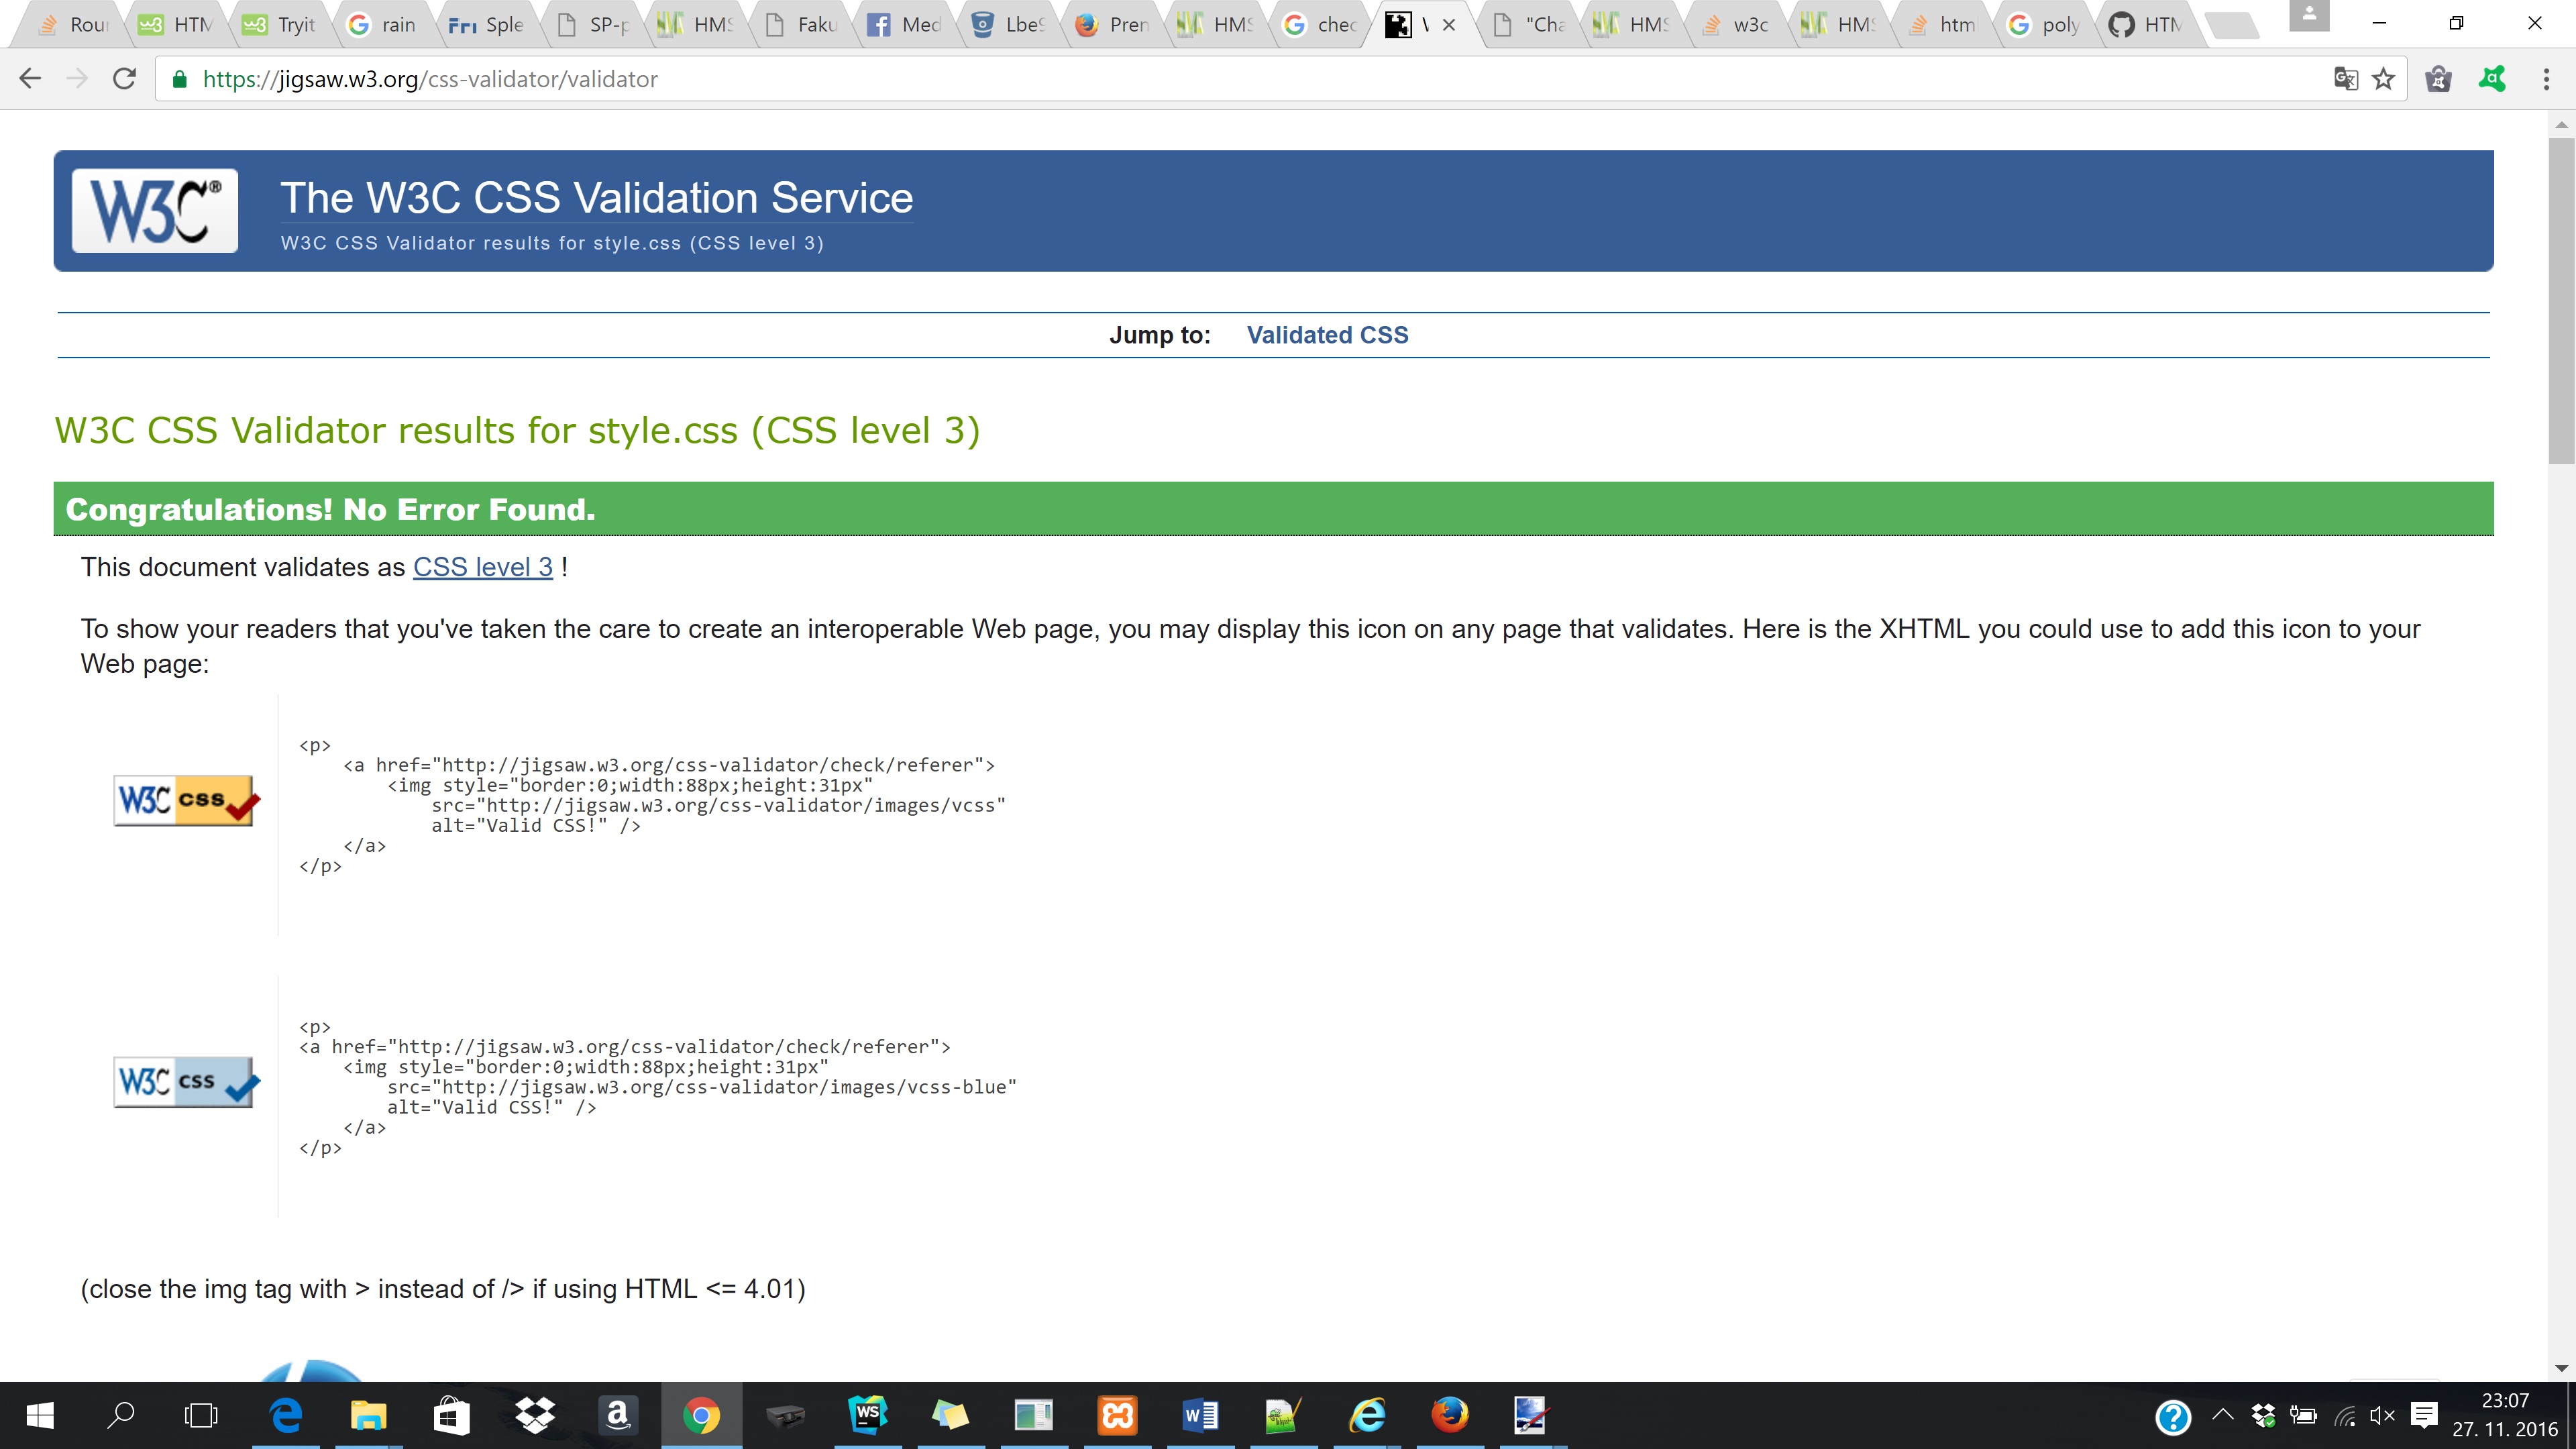 Rour
HTM
Tryit
rain
Fri Sple
SP-p
HMS
Faku
Med
LbeS
Pren
HMS
chec
"Cha
HMS
w3c
HMS
html
poly
HTM
https://jigsaw.w3.org/css-validator/validator
W3C®
The W3C CSS Validation Service
W3C CSS Validator results for style.css (CSS level 3)
Jump to: Validated CSS
W3C CSS Validator results for style.css (CSS level 3)
Congratulations! No Error Found.
This document validates as CSS level 3 !
To show your readers that you've taken the care to create an interoperable Web page, you may display this icon on any page that validates. Here is the XHTML you could use to add this icon to your
Web page:
W3C css
<p>
<a href="http://jigsaw.w3.org/css-validator/check/referer">
<img style="border:0;width:88px;height:31px"
src="http://jigsaw.w3.org/css-validator/images/vcss"
alt="Valid CSS!" />
</a>
</p>
W3C css
<p>
<a href="http://jigsaw.w3.org/css-validator/check/referer">
<img style="border:0;width:88px;height:31px"
src="http://jigsaw.w3.org/css-validator/images/vcss-blue"
alt="Valid CSS!" />
</a>
</p>
(close the img tag with > instead of /> if using HTML <= 4.01)
23:07
27. 11. 2016